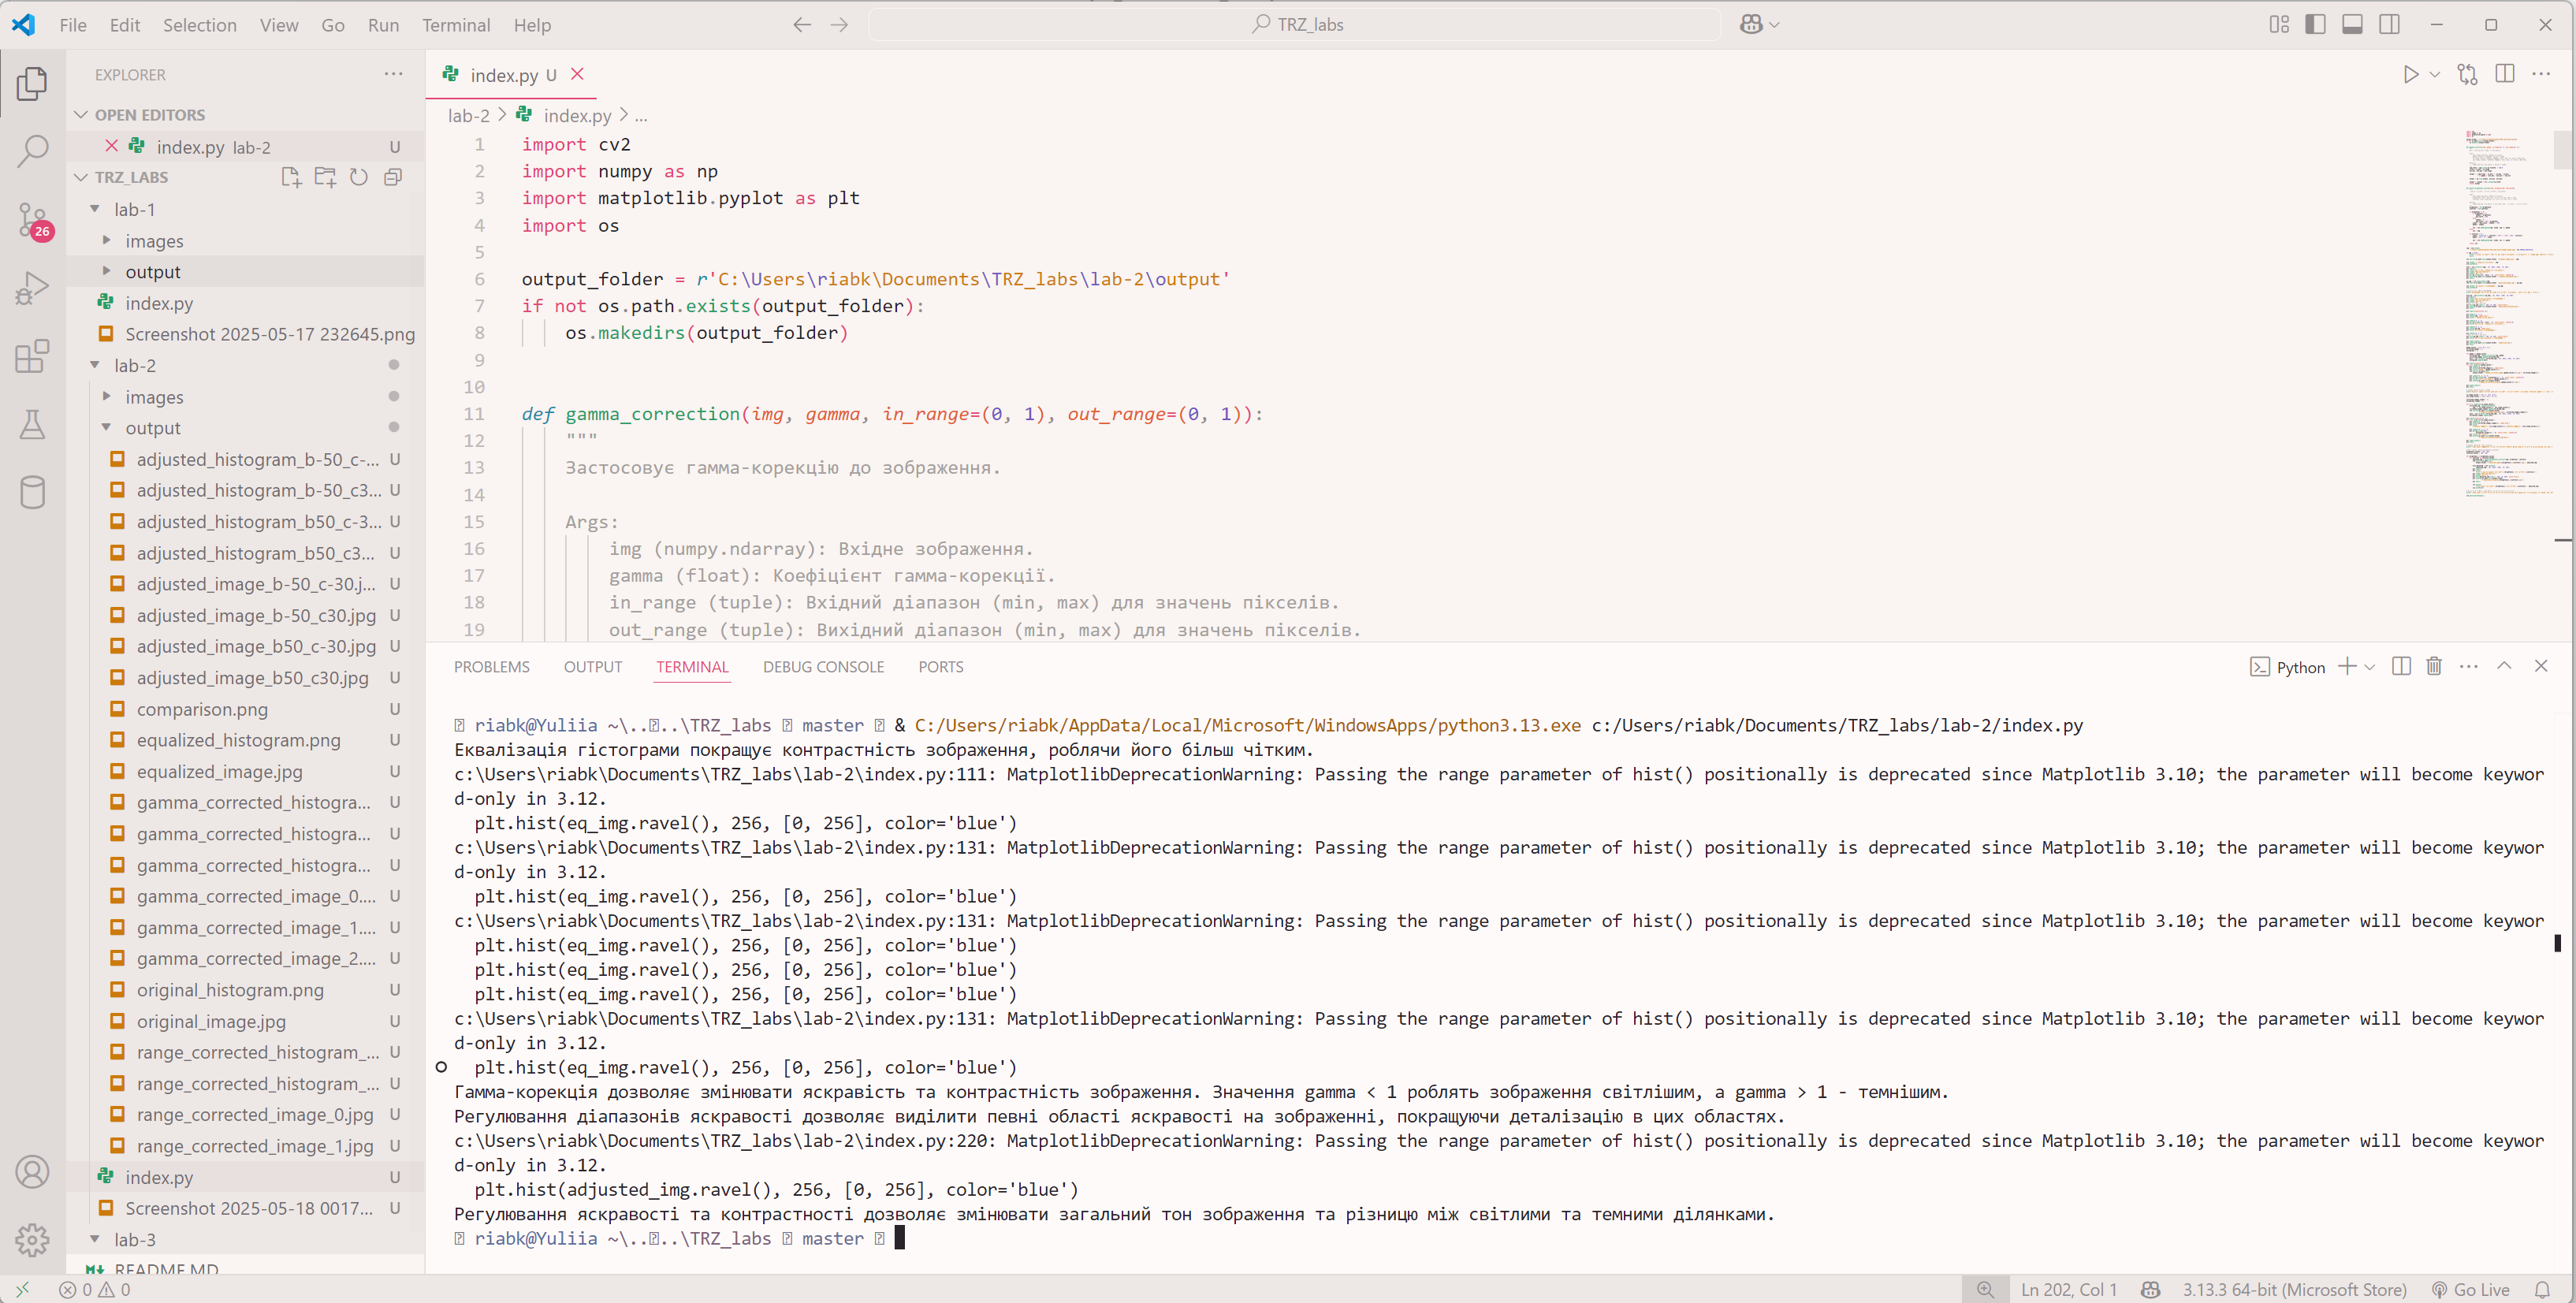 File Edit Selection View Go Run Terminal Help
TRZ_labs
EXPLORER
OPEN EDITORS
index.py lab-2 U
TRZ_LABS
lab-1
images
output
index.py
Screenshot 2025-05-17 232645.png
lab-2
images
output
adjusted_histogram_b-50_c-... U
adjusted_histogram_b-50_c3... U
adjusted_histogram_b50_c-3... U
adjusted_histogram_b50_c3... U
adjusted_image_b-50_c-30.j... U
adjusted_image_b-50_c30.jpg U
adjusted_image_b50_c-30.jpg U
adjusted_image_b50_c30.jpg U
comparison.png U
equalized_histogram.png U
equalized_image.jpg U
gamma_corrected_histogra... U
gamma_corrected_histogra... U
gamma_corrected_histogra... U
gamma_corrected_image_0.... U
gamma_corrected_image_1.... U
gamma_corrected_image_2.... U
original_histogram.png U
original_image.jpg U
range_corrected_histogram_... U
range_corrected_histogram_... U
range_corrected_image_0.jpg U
range_corrected_image_1.jpg U
index.py U
Screenshot 2025-05-18 0017... U
lab-3
README.MD
26
index.py U
lab-2 > index.py > ...
1 import cv2
2 import numpy as np
3 import matplotlib.pyplot as plt
4 import os
5
6 output_folder = r'C:\Users\riabk\Documents\TRZ_labs\lab-2\output'
7 if not os.path.exists(output_folder):
8 os.makedirs(output_folder)
9
10
11 def gamma_correction(img, gamma, in_range=(0, 1), out_range=(0, 1)):
12 """
13 Застосовує гамма-корекцію до зображення.
14
15 Args:
16 img (numpy.ndarray): Вхідне зображення.
17 gamma (float): Коефіцієнт гамма-корекції.
18 in_range (tuple): Вхідний діапазон (min, max) для значень пікселів.
19 out_range (tuple): Вихідний діапазон (min, max) для значень пікселів.
PROBLEMS OUTPUT TERMINAL DEBUG CONSOLE PORTS
Python
riabk@Yuliia ~\....\TRZ_labs master & C:/Users/riabk/AppData/Local/Microsoft/WindowsApps/python3.13.exe c:/Users/riabk/Documents/TRZ_labs/lab-2/index.py
Еквалізація гістограми покращує контрастність зображення, роблячи його більш чітким.
c:\Users\riabk\Documents\TRZ_labs\lab-2\index.py:111: MatplotlibDeprecationWarning: Passing the range parameter of hist() positionally is deprecated since Matplotlib 3.10; the parameter will become keywor
d-only in 3.12.
plt.hist(eq_img.ravel(), 256, [0, 256], color='blue')
c:\Users\riabk\Documents\TRZ_labs\lab-2\index.py:131: MatplotlibDeprecationWarning: Passing the range parameter of hist() positionally is deprecated since Matplotlib 3.10; the parameter will become keywor
d-only in 3.12.
plt.hist(eq_img.ravel(), 256, [0, 256], color='blue')
c:\Users\riabk\Documents\TRZ_labs\lab-2\index.py:131: MatplotlibDeprecationWarning: Passing the range parameter of hist() positionally is deprecated since Matplotlib 3.10; the parameter will become keywor
plt.hist(eq_img.ravel(), 256, [0, 256], color='blue')
plt.hist(eq_img.ravel(), 256, [0, 256], color='blue')
plt.hist(eq_img.ravel(), 256, [0, 256], color='blue')
c:\Users\riabk\Documents\TRZ_labs\lab-2\index.py:131: MatplotlibDeprecationWarning: Passing the range parameter of hist() positionally is deprecated since Matplotlib 3.10; the parameter will become keywor
d-only in 3.12.
plt.hist(eq_img.ravel(), 256, [0, 256], color='blue')
Гамма-корекція дозволяє змінювати яскравість та контрастність зображення. Значення gamma < 1 роблять зображення світлішим, а gamma > 1 - темнішим.
Регулювання діапазонів яскравості дозволяє виділити певні області яскравості на зображенні, покращуючи деталізацію в цих областях.
c:\Users\riabk\Documents\TRZ_labs\lab-2\index.py:220: MatplotlibDeprecationWarning: Passing the range parameter of hist() positionally is deprecated since Matplotlib 3.10; the parameter will become keywor
d-only in 3.12.
plt.hist(adjusted_img.ravel(), 256, [0, 256], color='blue')
Регулювання яскравості та контрастності дозволяє змінювати загальний тон зображення та різницю між світлими та темними ділянками.
riabk@Yuliia ~\....\TRZ_labs master
0 0
Ln 202, Col 1 3.13.3 64-bit (Microsoft Store) Go Live